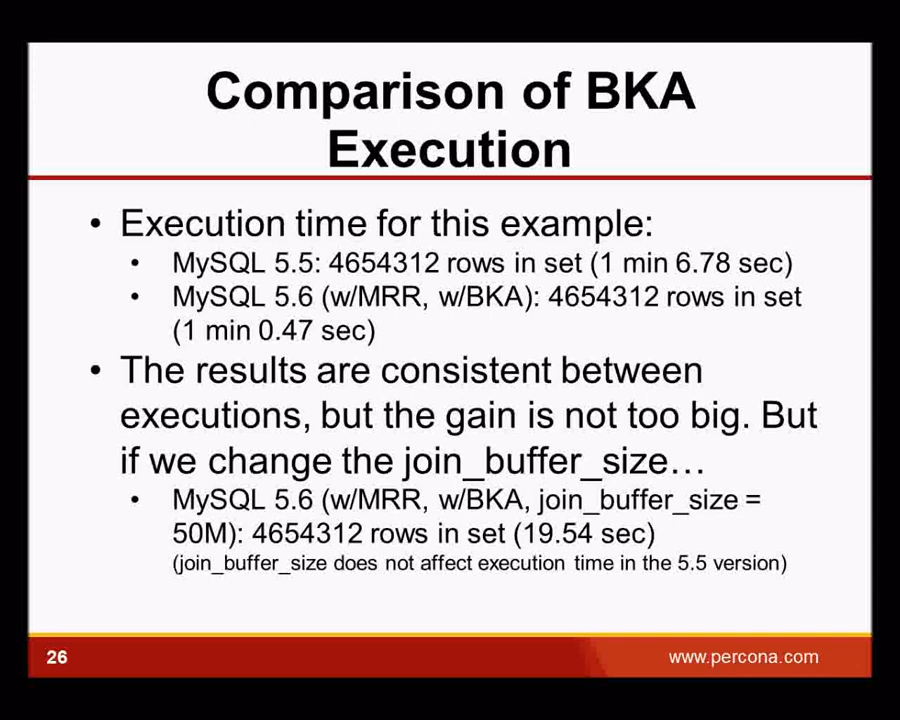 Comparison of BKA
Execution
• Execution time for this example:
• MySQL 5.5: 4654312 rows in set (1 min 6.78 sec)
• MySQL 5.6 (w/MRR, w/BKA): 4654312 rows in set
(1 min 0.47 sec)
• The results are consistent between
executions, but the gain is not too big. But
if we change the join_buffer_size…
• MySQL 5.6 (w/MRR, w/BKA, join_buffer_size =
50M): 4654312 rows in set (19.54 sec)
(join_buffer_size does not affect execution time in the 5.5 version)
26
www.percona.com